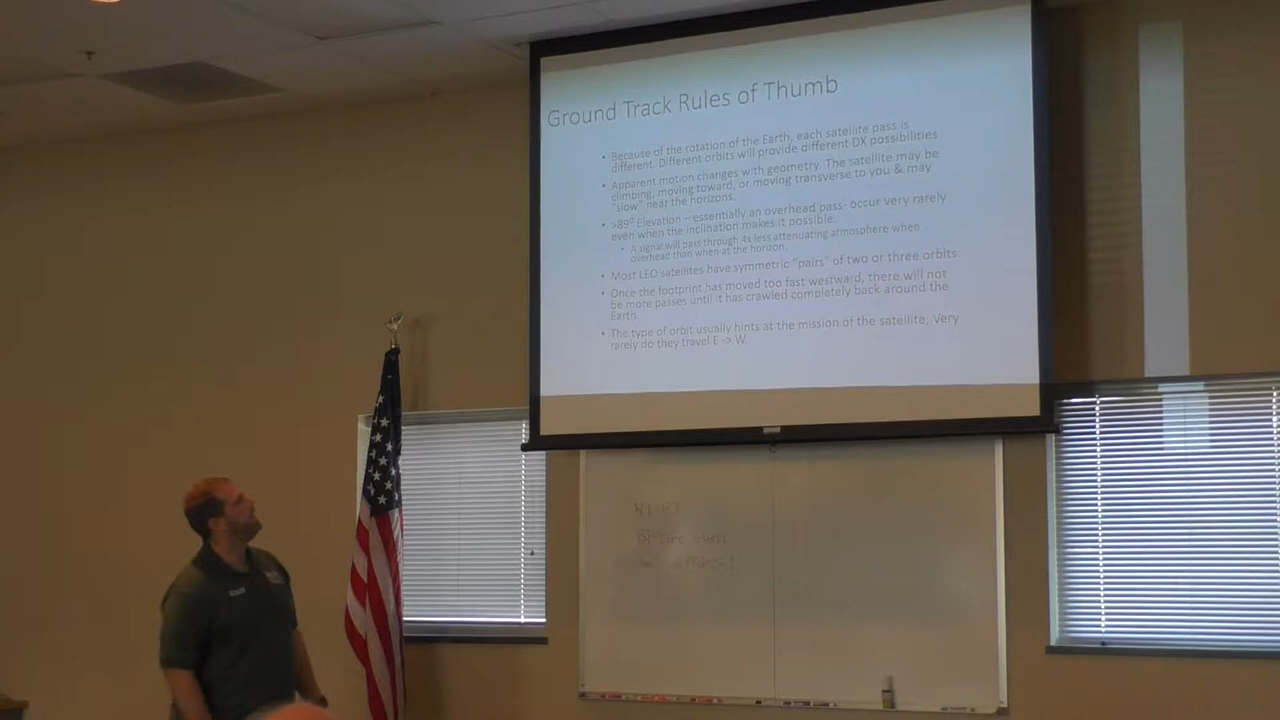 Ground Track Rules of Thumb
• Because of the rotation of the Earth, each satellite pass is
different. Different orbits will provide different DX possibilities
• Apparent motion changes with geometry. The satellite may be
climbing, moving toward, or moving transverse to you & may
"slow" near the horizons.
• >89⁰ Elevation – essentially an overhead pass- occur very rarely
even when the inclination makes it possible.
• A signal will pass through 4x less attenuating atmosphere when
overhead than when at the horizon.
• Most LEO satellites have symmetric "pairs" of two or three orbits.
• Once the footprint has moved too fast westward, there will not
be more passes until it has crawled completely back around the
Earth.
• The type of orbit usually hints at the mission of the satellite. Very
rarely do they travel E -> W.